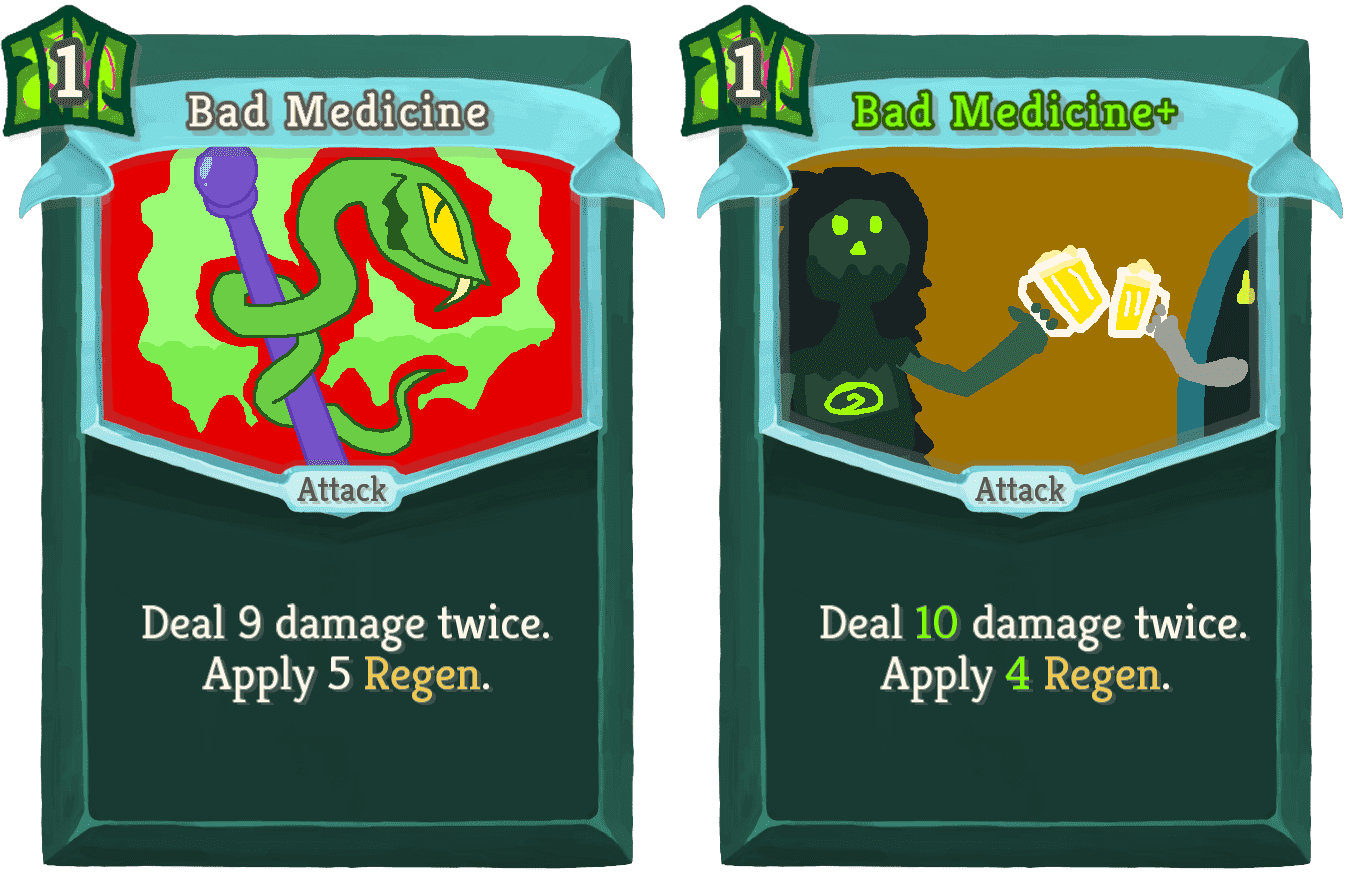 1
Bad Medicine
Attack
Deal 9 damage twice.
Apply 5 Regen.
1
Bad Medicine+
Attack
Deal 10 damage twice.
Apply 4 Regen.